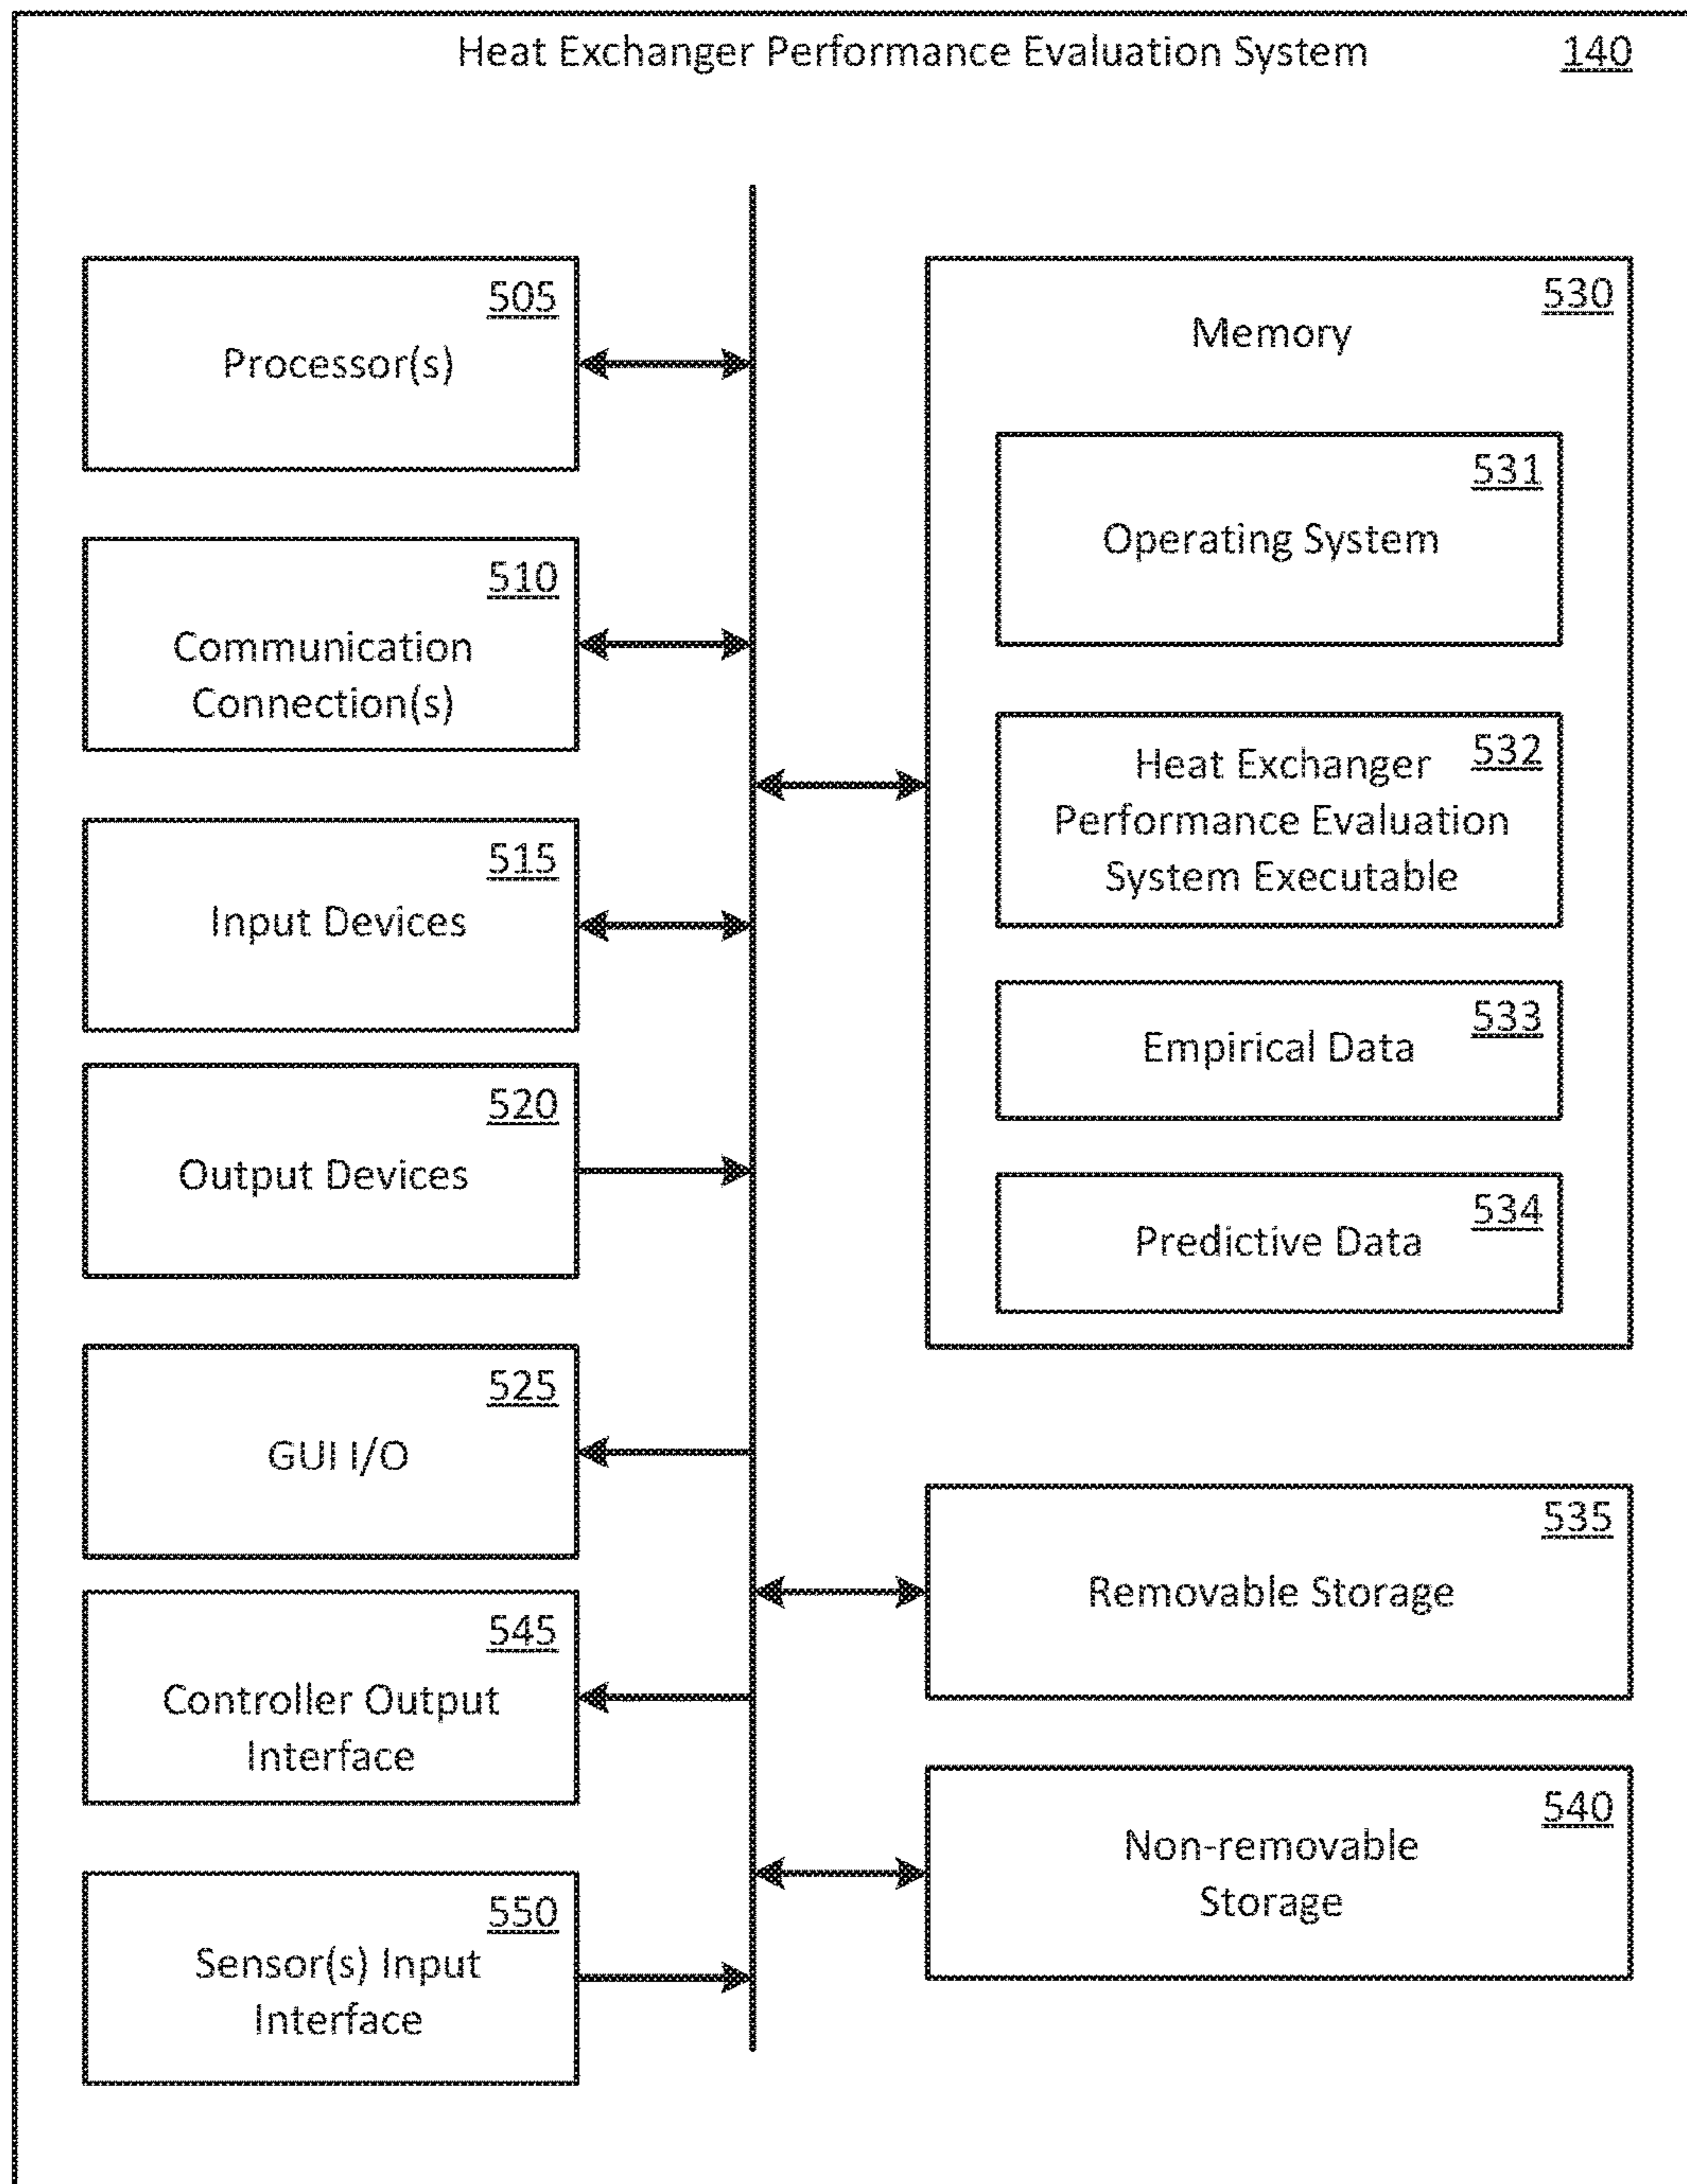 Heat Exchanger Performance Evaluation System 140
505
Processor(s)
510
Communication
Connection(s)
515
Input Devices
520
Output Devices
525
GUI I/O
545
Controller Output
Interface
550
Sensor(s) Input
Interface
530
Memory
531
Operating System
532
Heat Exchanger
Performance Evaluation
System Executable
533
Empirical Data
534
Predictive Data
535
Removable Storage
540
Non-removable
Storage